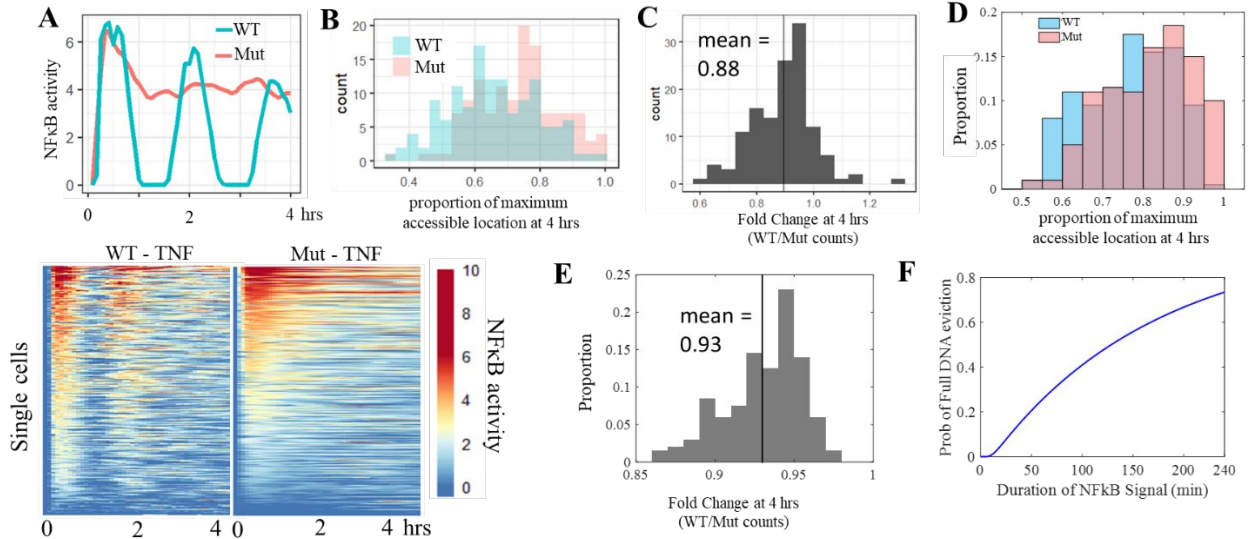 A
NFκB activity
6
4
2
0
WT
Mut
0
2
4
hrs
B
count
20
15
10
5
0
WT
Mut
0.4
0.6
0.8
1.0
proportion of maximum
accessible location at 4 hrs
C
count
30
20
10
0
mean =
0.88
0.6
0.8
1.0
1.2
Fold Change at 4 hrs
(WT/Mut counts)
D
Proportion
0.2
0.15
0.1
0.05
0
WT
Mut
0.5
0.6
0.7
0.8
0.9
1
proportion of maximum
accessible location at 4 hrs
WT - TNF
Mut - TNF
Single cells
0
2
4
0
2
4 hrs
10
8
6
4
2
0
NFκB activity
E
Proportion
0.25
0.2
0.15
0.1
0.05
0
mean =
0.93
0.85
0.9
0.95
1
Fold Change at 4 hrs
(WT/Mut counts)
F
Prob of Full DNA eviction
0.8
0.6
0.4
0.2
0
0
50
100
150
200
240
Duration of NFkB Signal (min)